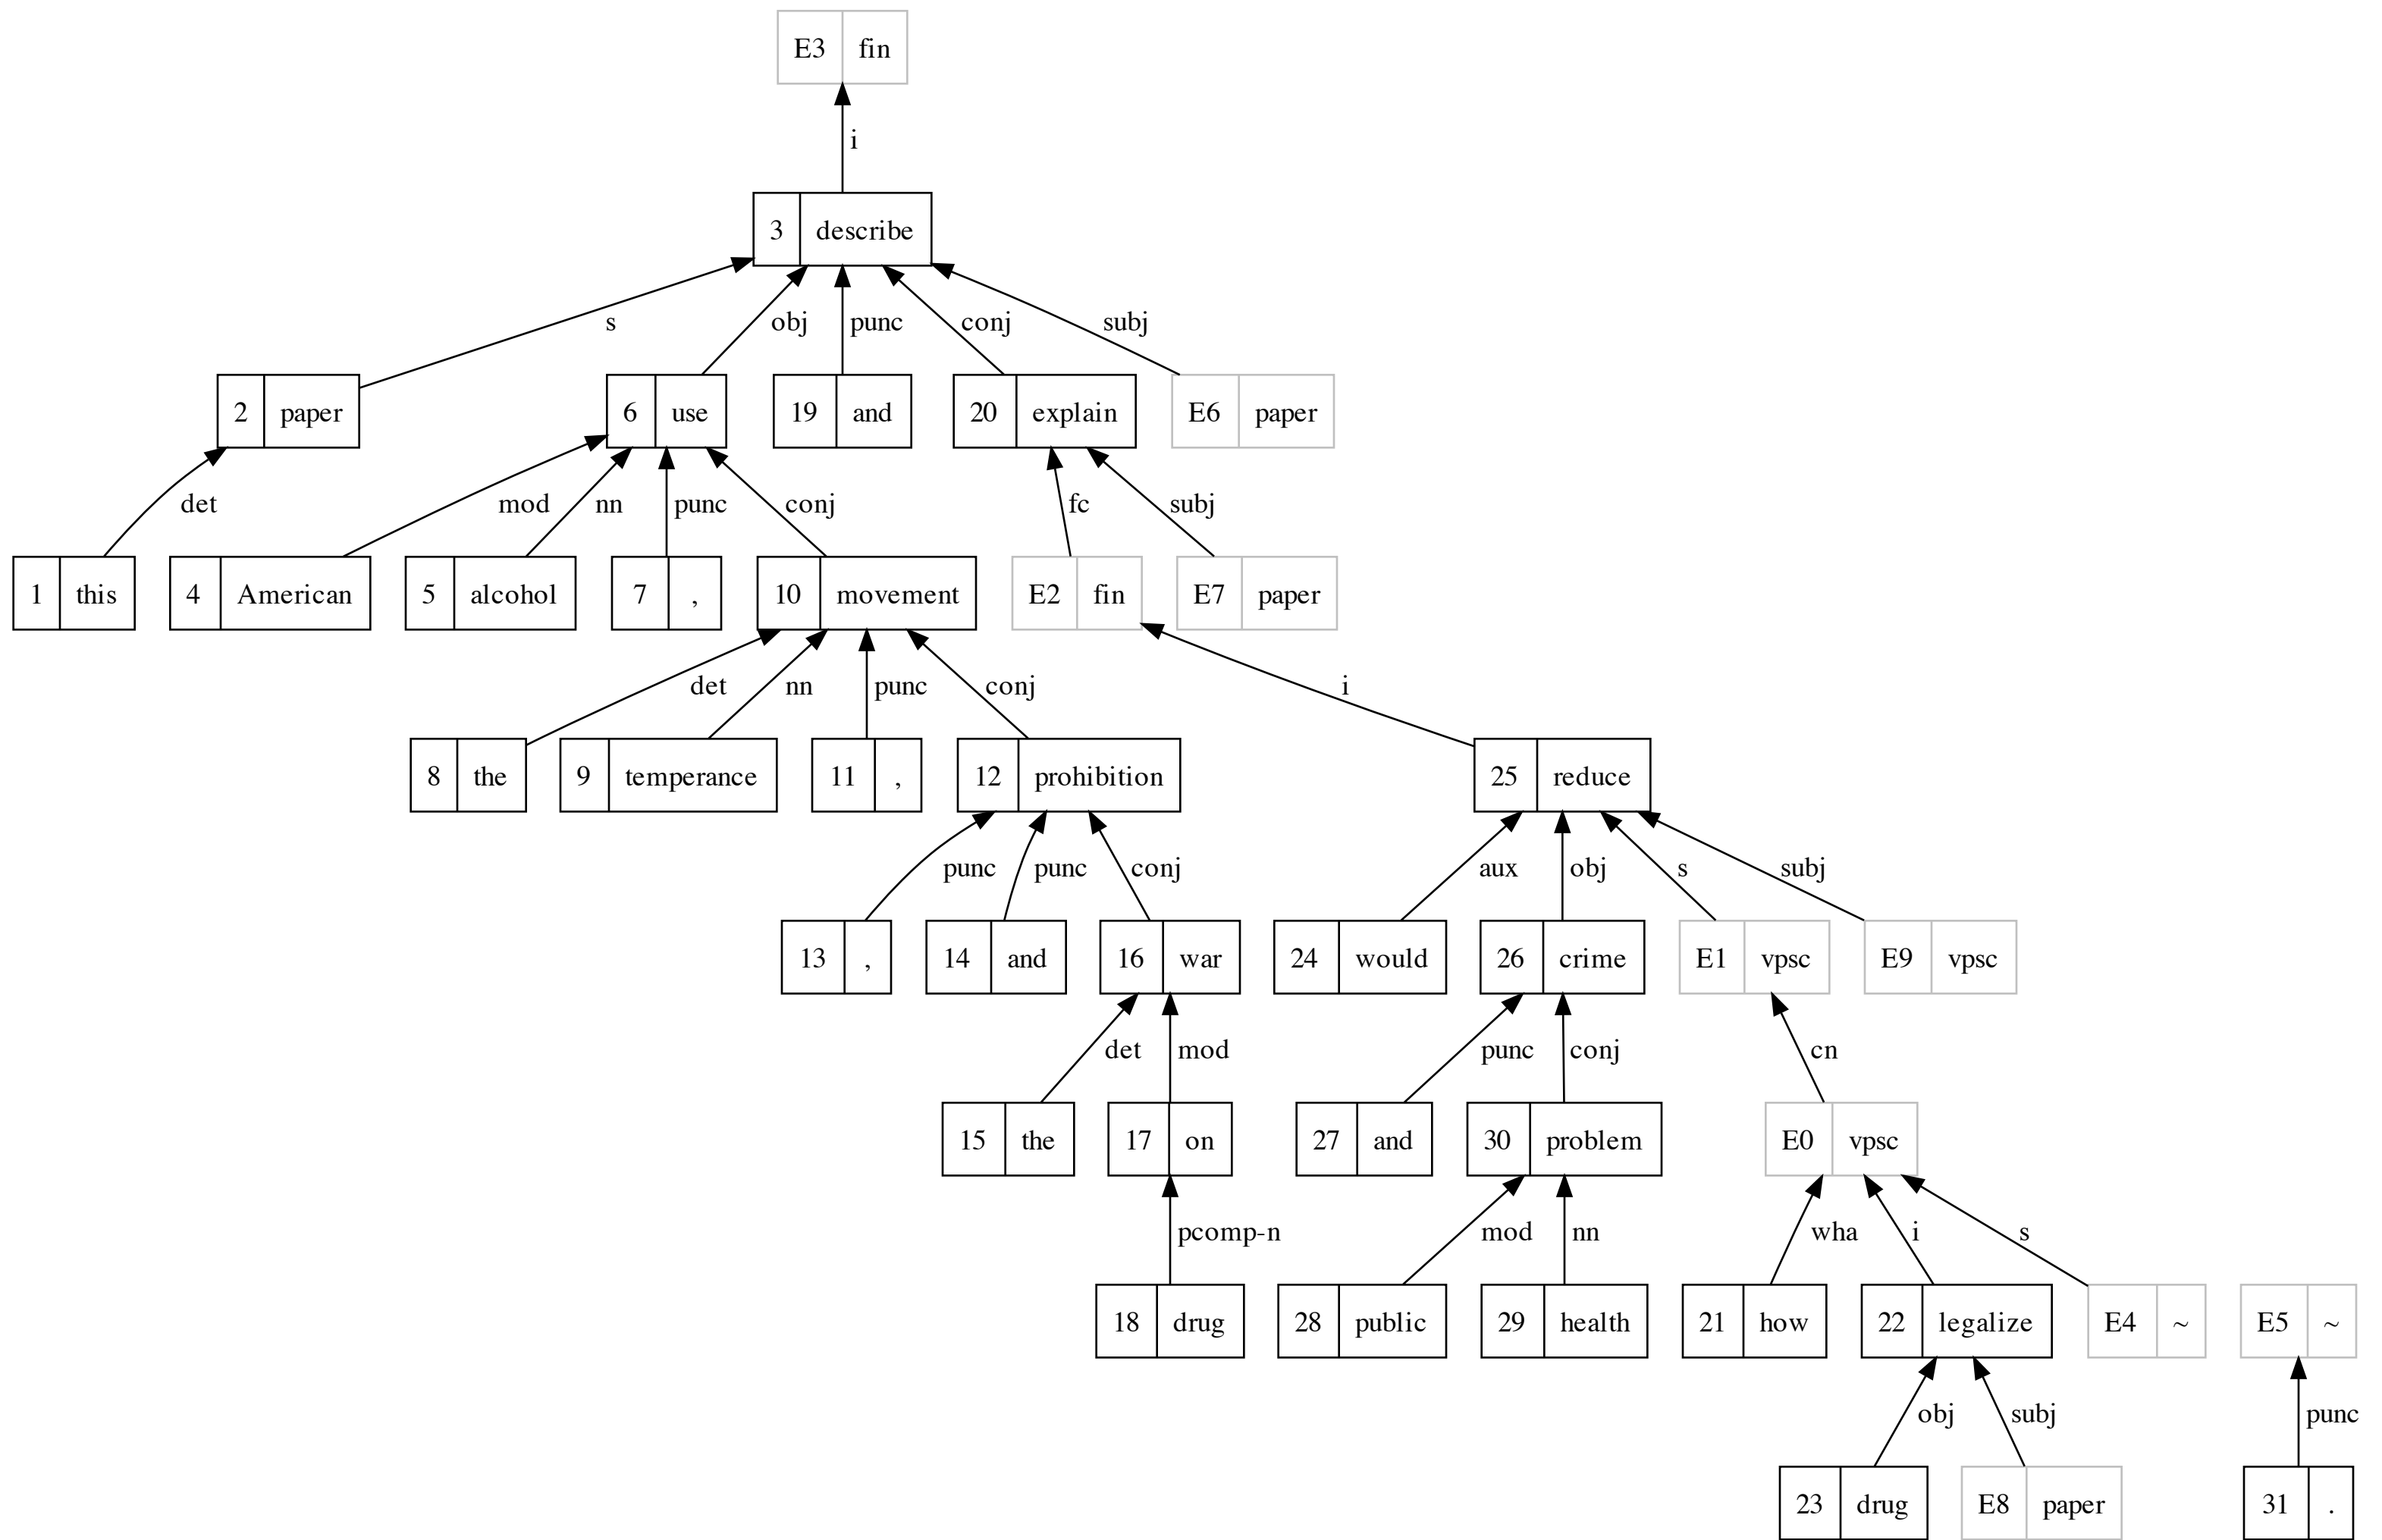 E3 fin
i
3 describe
s obj punc conj subj
2 paper 6 use 19 and 20 explain E6 paper
det mod nn punc conj fc subj
1 this 4 American 5 alcohol 7 , 10 movement E2 fin E7 paper
det nn punc conj i
8 the 9 temperance 11 , 12 prohibition 25 reduce
punc punc conj aux obj s subj
13 , 14 and 16 war 24 would 26 crime E1 vpsc E9 vpsc
det mod punc conj cn
15 the 17 on 27 and 30 problem E0 vpsc
pcomp-n mod nn wha i s
18 drug 28 public 29 health 21 how 22 legalize E4 ~ E5 ~
obj subj punc
23 drug E8 paper 31 .